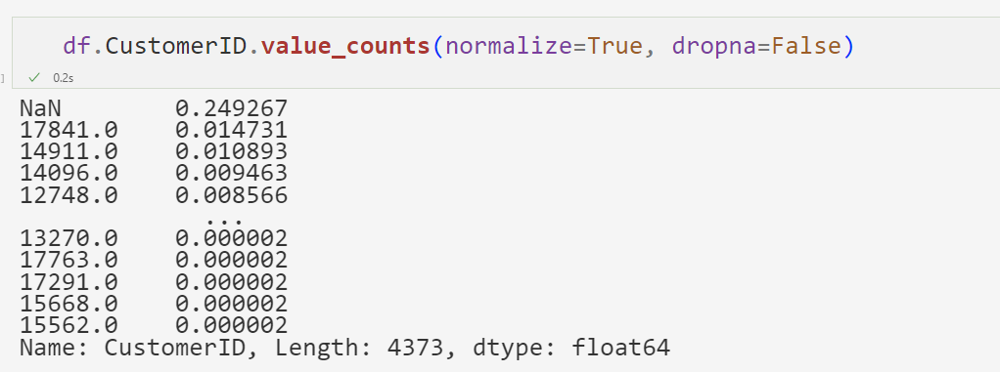 df.CustomerID.value_counts(normalize=True, dropna=False)
] ✓ 0.2s
NaN 0.249267
17841.0 0.014731
14911.0 0.010893
14096.0 0.009463
12748.0 0.008566
...
13270.0 0.000002
17763.0 0.000002
17291.0 0.000002
15668.0 0.000002
15562.0 0.000002
Name: CustomerID, Length: 4373, dtype: float64